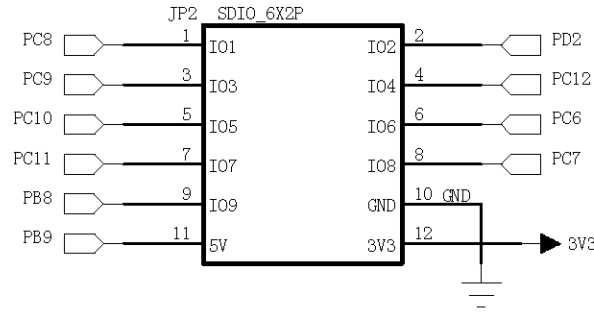 JP2 SDIO_6X2P
PC8 1 IO1 IO2 2 PD2
PC9 3 IO3 IO4 4 PC12
PC10 5 IO5 IO6 6 PC6
PC11 7 IO7 IO8 8 PC7
PB8 9 IO9 GND 10 GND
PB9 11 5V 3V3 12 3V3